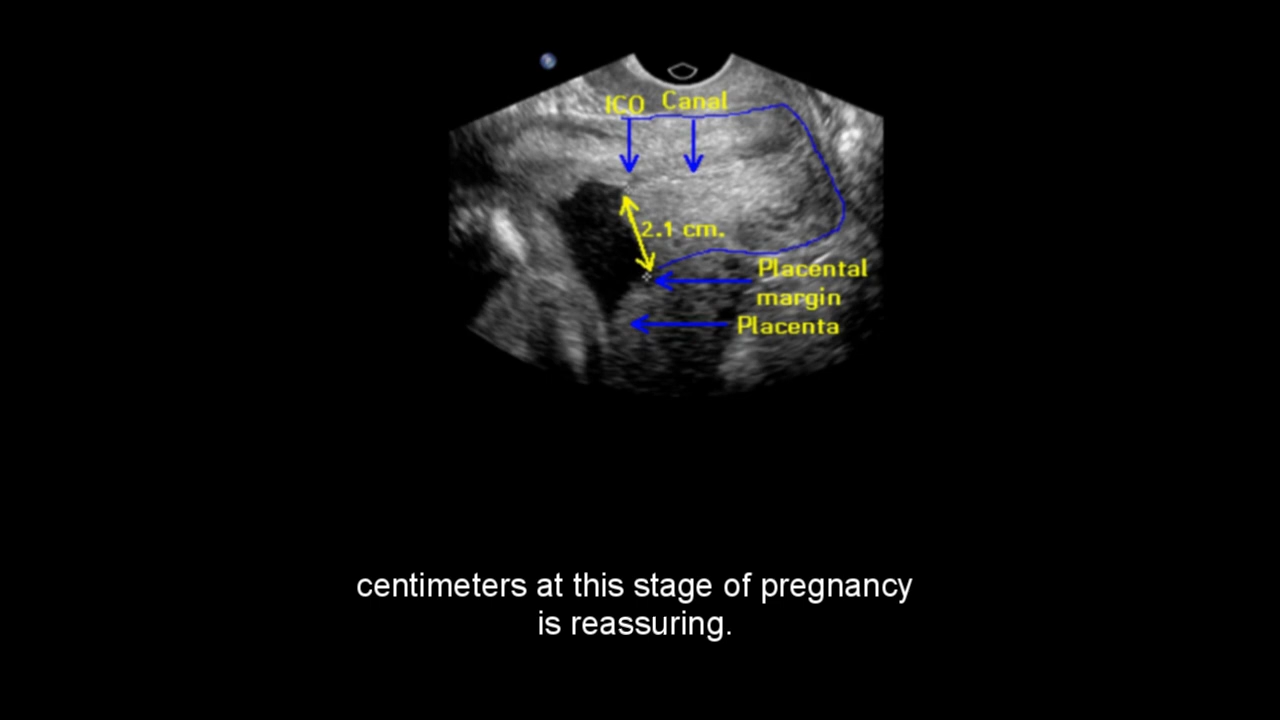 ICO Canal
2.1 cm.
Placental
margin
Placenta
centimeters at this stage of pregnancy
is reassuring.